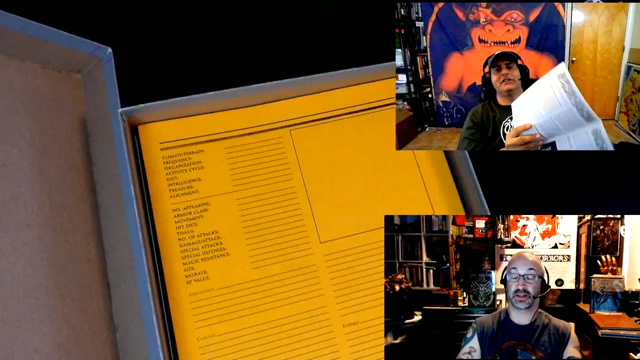 CLIMATE/TERRAIN:
FREQUENCY:
ORGANIZATION:
ACTIVITY CYCLE:
DIET:
INTELLIGENCE:
TREASURE:
ALIGNMENT:
NO. APPEARING:
ARMOR CLASS:
MOVEMENT:
HIT DICE:
THAC0:
NO. OF ATTACKS:
DAMAGE/ATTACK:
SPECIAL ATTACKS:
SPECIAL DEFENSES:
MAGIC RESISTANCE:
SIZE:
MORALE:
XP VALUE: